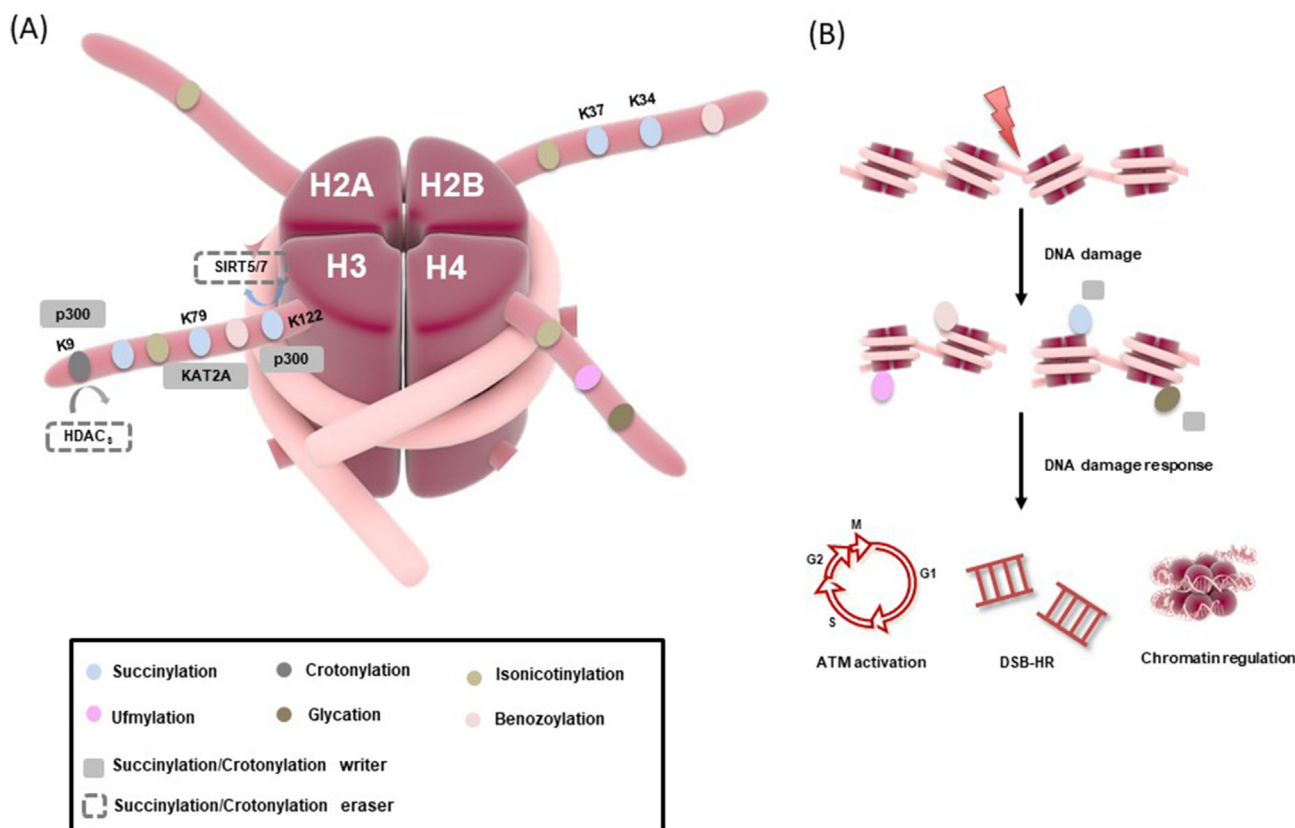 (A)
K37
K34
H2A
H2B
SIRT5/7
H3
H4
p300
K79
K9
K122
p300
KAT2A
HDACs
Succinylation
Crotonylation
Isonicotinylation
Ufmylation
Glycation
Benozoylation
Succinylation/Crotonylation writer
Succinylation/Crotonylation eraser
(B)
DNA damage
DNA damage response
M
G2
G1
S
ATM activation
DSB-HR
Chromatin regulation